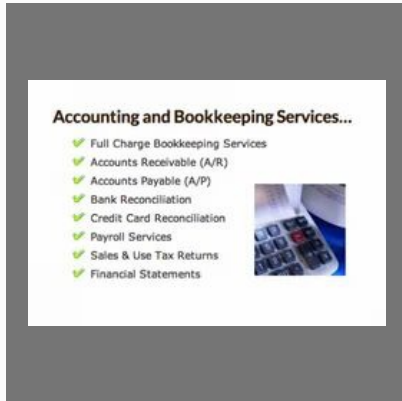 Accounting and Bookkeeping Services...
Full Charge Bookkeeping Services
Accounts Receivable (A/R)
Accounts Payable (A/P)
Bank Reconciliation
Credit Card Reconciliation
Payroll Services
Sales & Use Tax Returns
Financial Statements